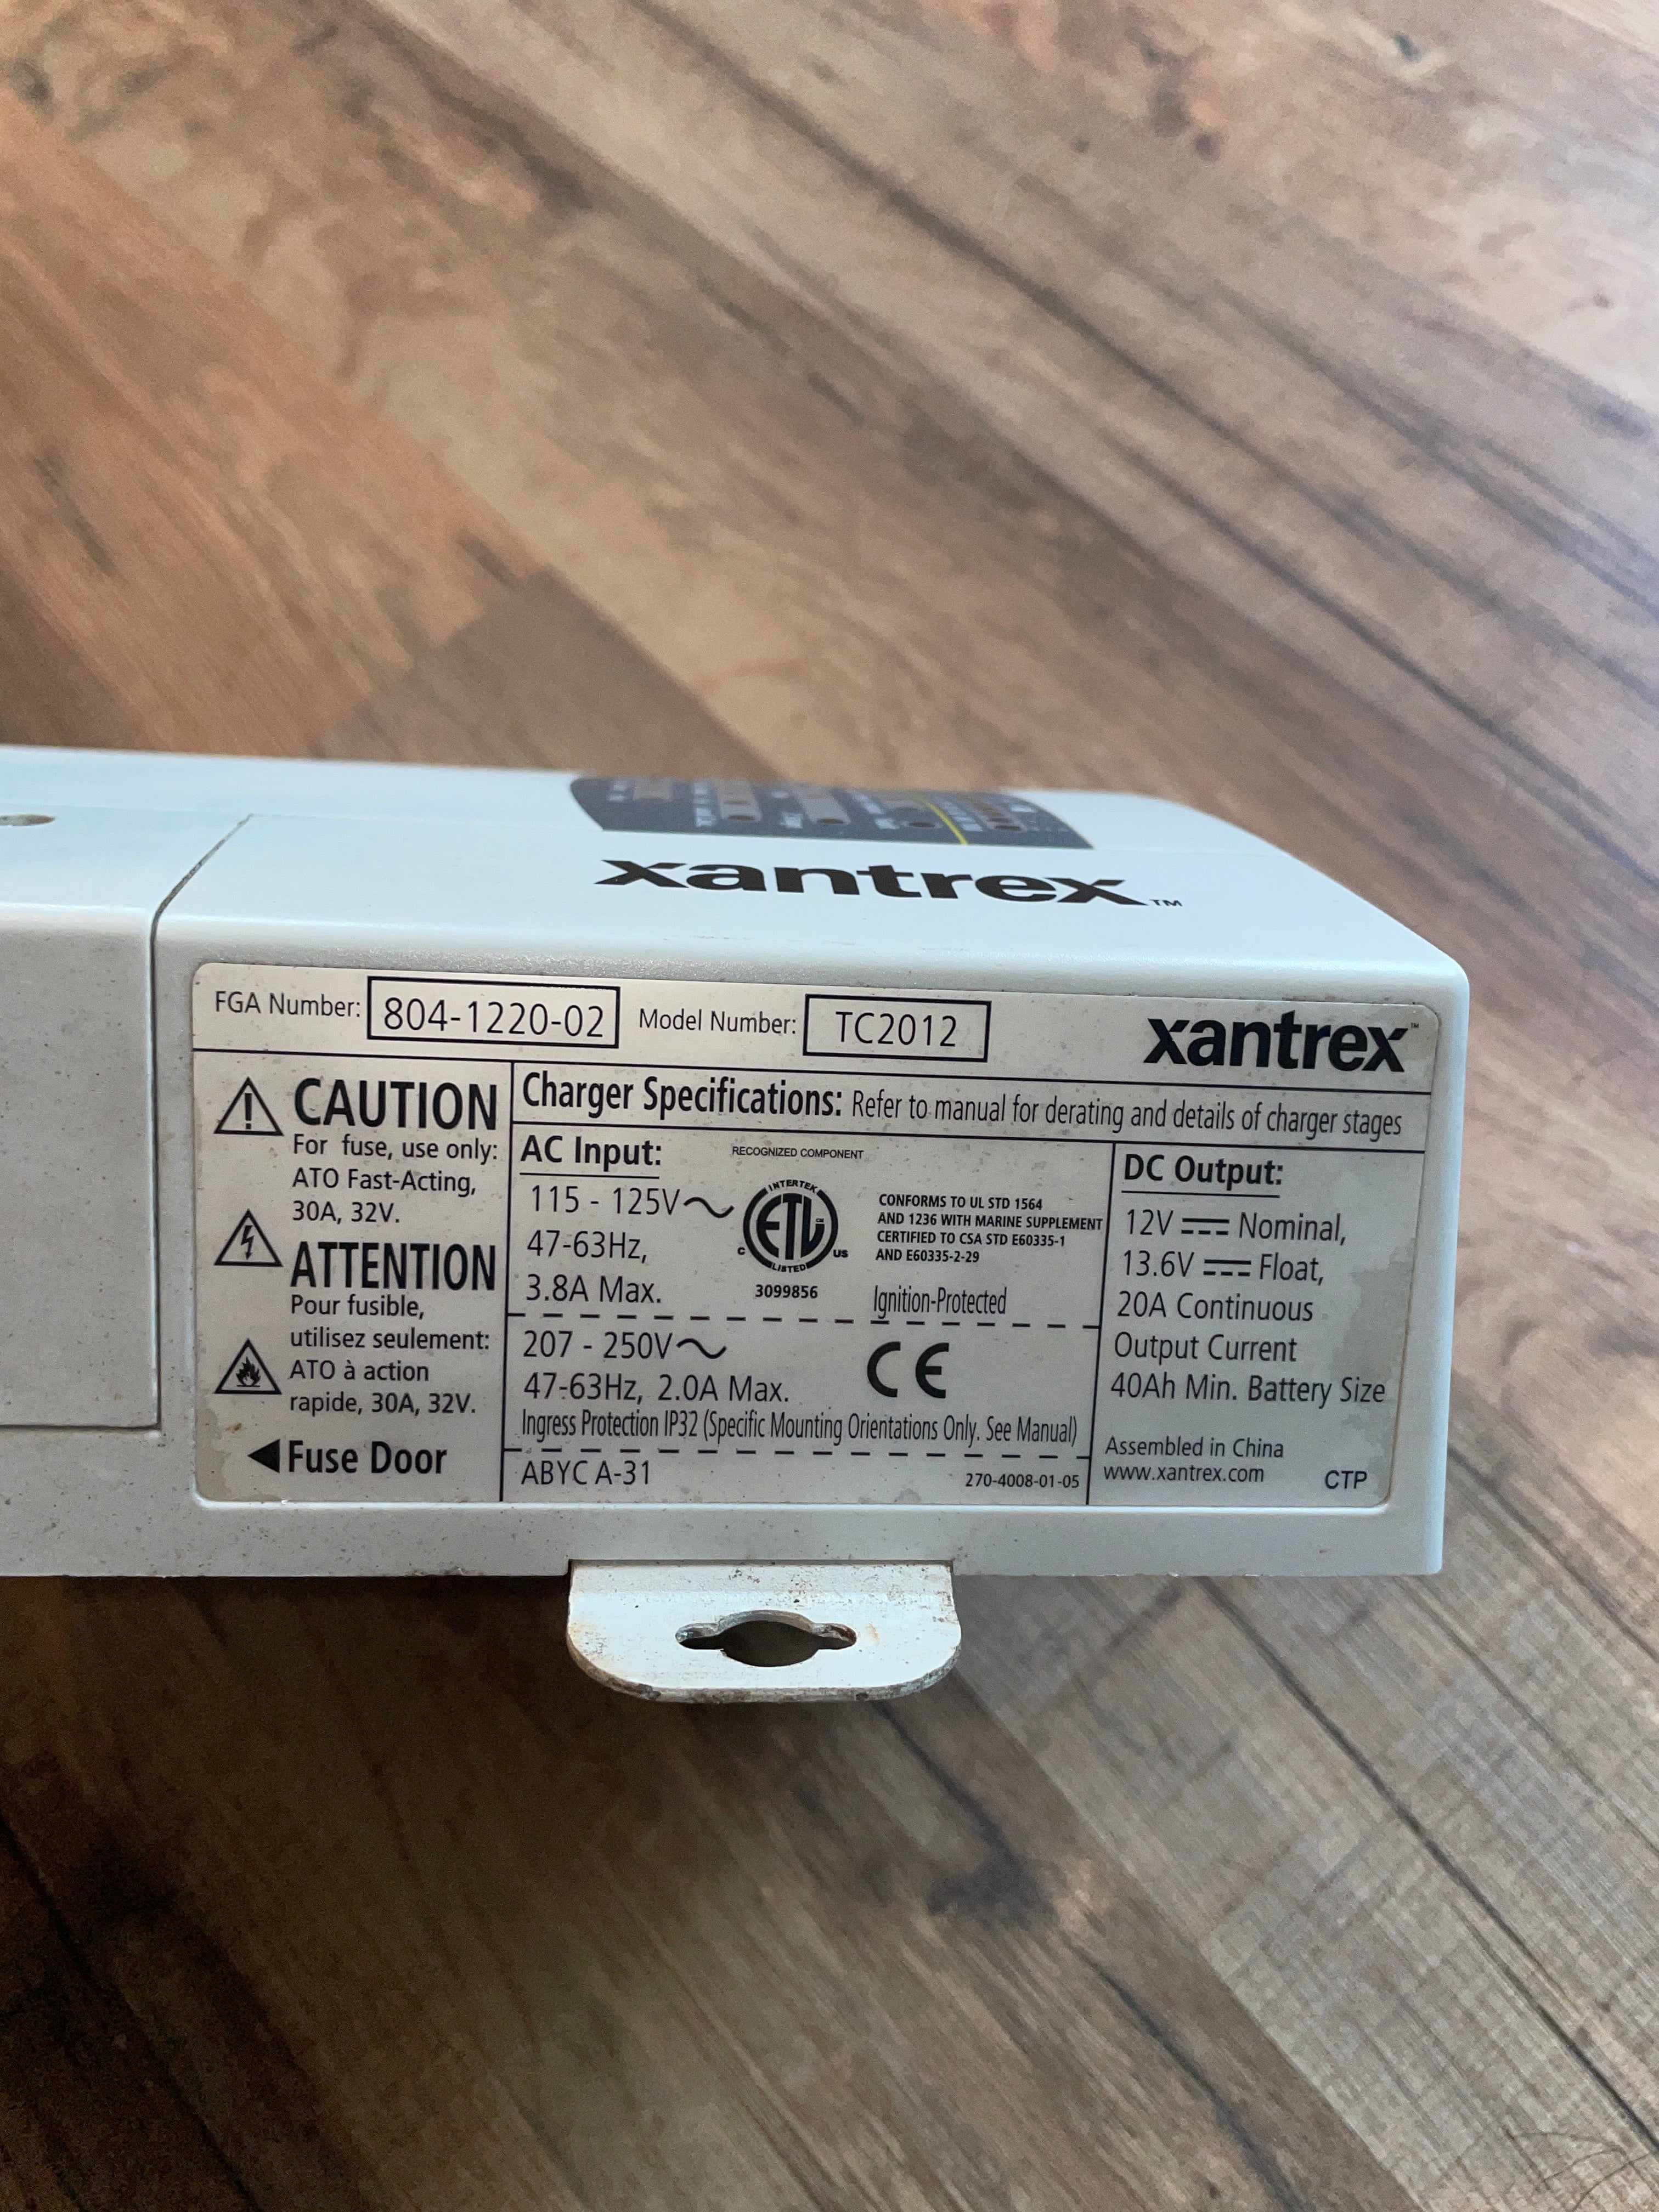 xantrex™
FGA Number: 804-1220-02 Model Number: TC2012
xantrex™
CAUTION
For fuse, use only:
ATO Fast-Acting,
30A, 32V.
ATTENTION
Pour fusible,
utilisez seulement:
ATO à action
rapide, 30A, 32V.
◀Fuse Door
Charger Specifications: Refer to manual for derating and details of charger stages
AC Input:
115 - 125V～
47-63Hz,
3.8A Max.
RECOGNIZED COMPONENT
INTERTEK
ETL CM
C US
LISTED
3099856
CONFORMS TO UL STD 1564
AND 1236 WITH MARINE SUPPLEMENT
CERTIFIED TO CSA STD E60335-1
AND E60335-2-29
Ignition-Protected
207 - 250V～
47-63Hz, 2.0A Max.
CE
Ingress Protection IP32 (Specific Mounting Orientations Only. See Manual)
ABYC A-31
270-4008-01-05
DC Output:
12V ⎓ Nominal,
13.6V ⎓ Float,
20A Continuous
Output Current
40Ah Min. Battery Size
Assembled in China
www.xantrex.com CTP